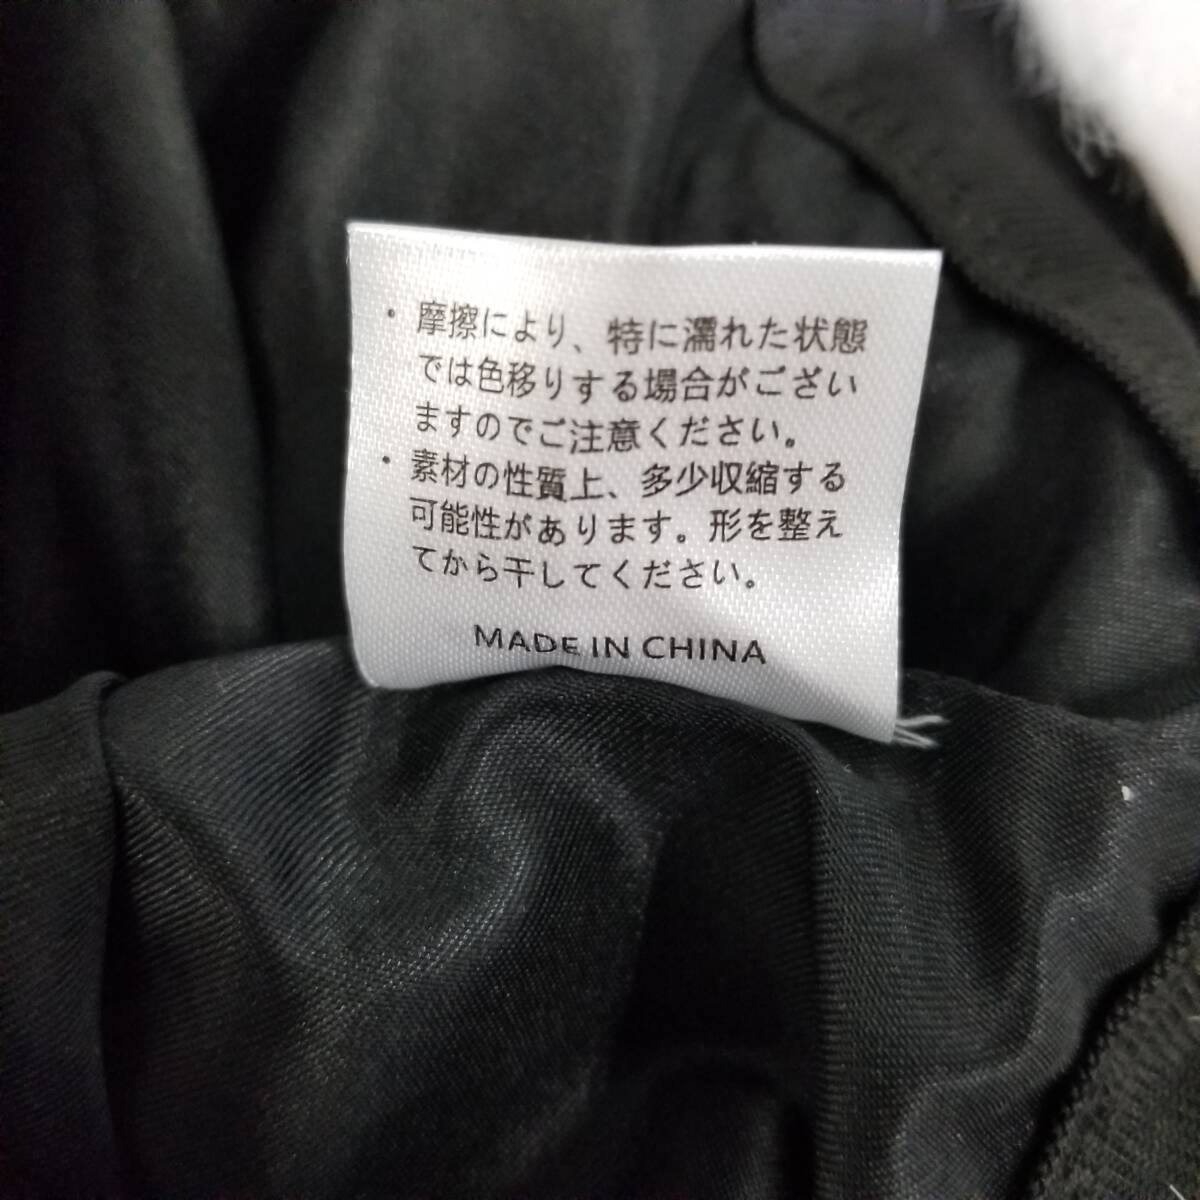 ・摩擦により、特に濡れた状態
では色移りする場合がござい
ますのでご注意ください。
・素材の性質上、多少収縮する
可能性があります。形を整え
てから干してください。
MADE IN CHINA